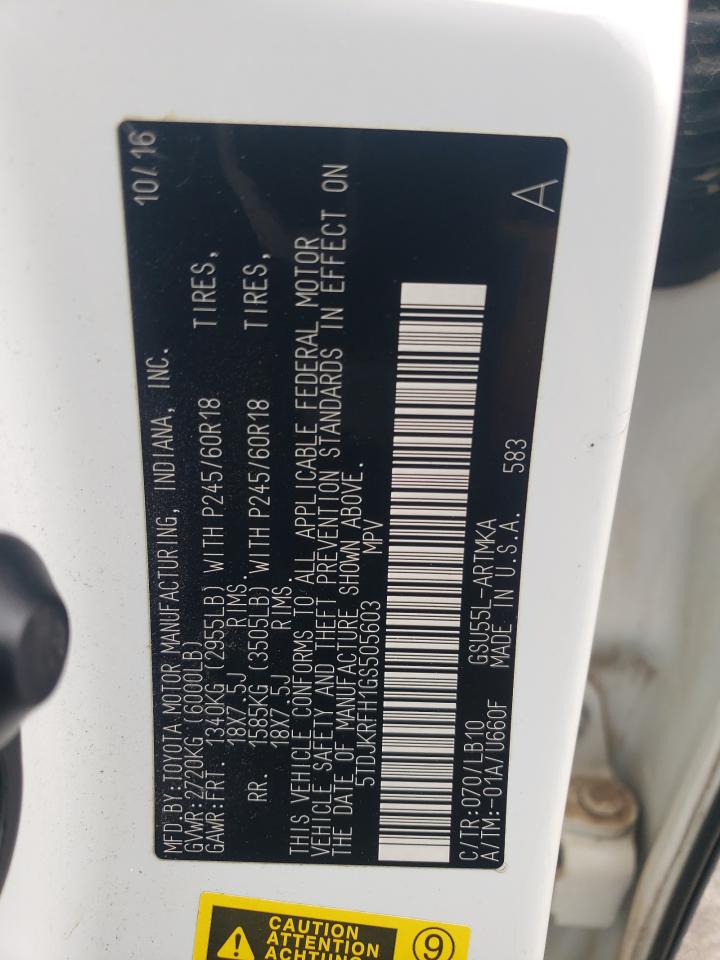 MFD.BY:TOYOTA MOTOR MANUFACTURING, INDIANA, INC. 10/16
GVWR:2720KG(6000LB)
GAWR:FRT. 1340KG(2955LB) WITH P245/60R18 TIRES,
18X7.5J RIMS.
RR. 1585KG(3505LB) WITH P245/60R18 TIRES,
18X7.5J RIMS.
THIS VEHICLE CONFORMS TO ALL APPLICABLE FEDERAL MOTOR
VEHICLE SAFETY AND THEFT PREVENTION STANDARDS IN EFFECT ON
THE DATE OF MANUFACTURE SHOWN ABOVE.
5TDJKRFH1GS505603 MPV
C/TR:070/LB10 GSU55L-ARTMKA
A/TM:-01A/U660F MADE IN U.S.A. 583 A
CAUTION
ATTENTION
ACHTUNG
9